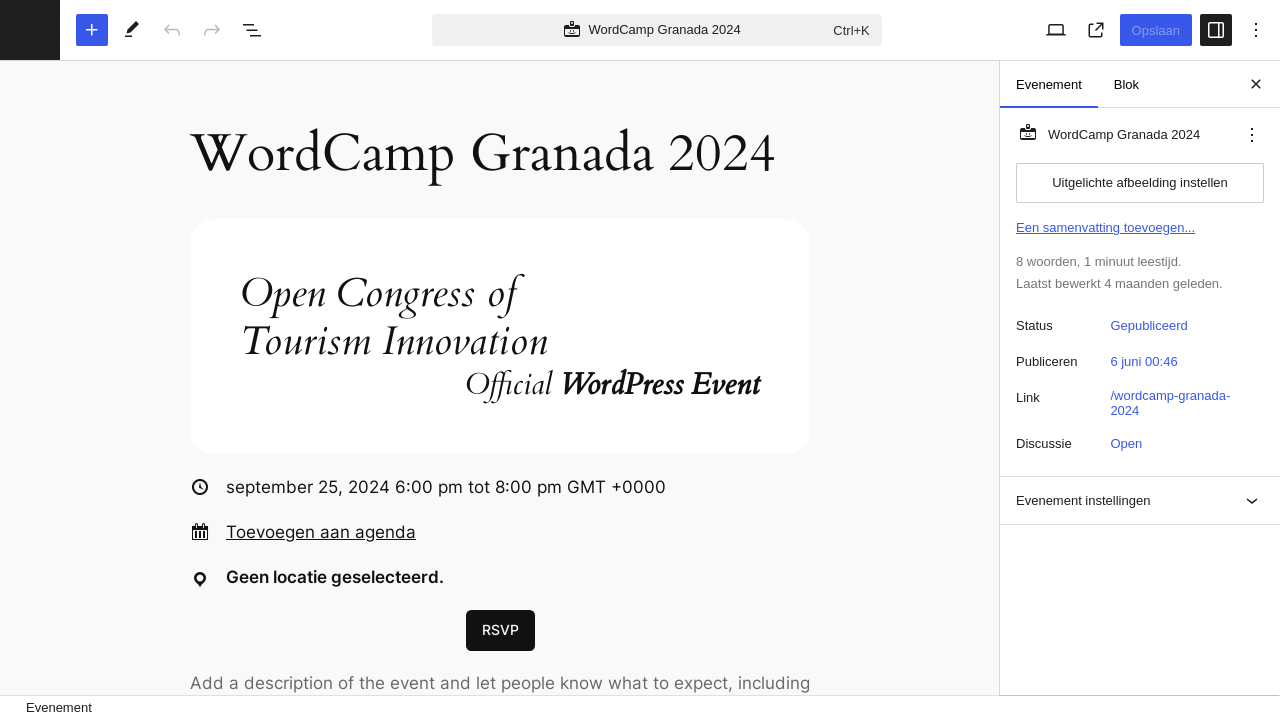 WordCamp Granada 2024
Ctrl+K
Opslaan
Evenement
Blok
WordCamp Granada 2024
Open Congress of
Tourism Innovation
Official WordPress Event
september 25, 2024 6:00 pm tot 8:00 pm GMT +0000
Toevoegen aan agenda
Geen locatie geselecteerd.
RSVP
Add a description of the event and let people know what to expect, including
WordCamp Granada 2024
Uitgelichte afbeelding instellen
Een samenvatting toevoegen...
8 woorden, 1 minuut leestijd.
Laatst bewerkt 4 maanden geleden.
Status
Gepubliceerd
Publiceren
6 juni 00:46
Link
/wordcamp-granada-
2024
Discussie
Open
Evenement instellingen
Evenement